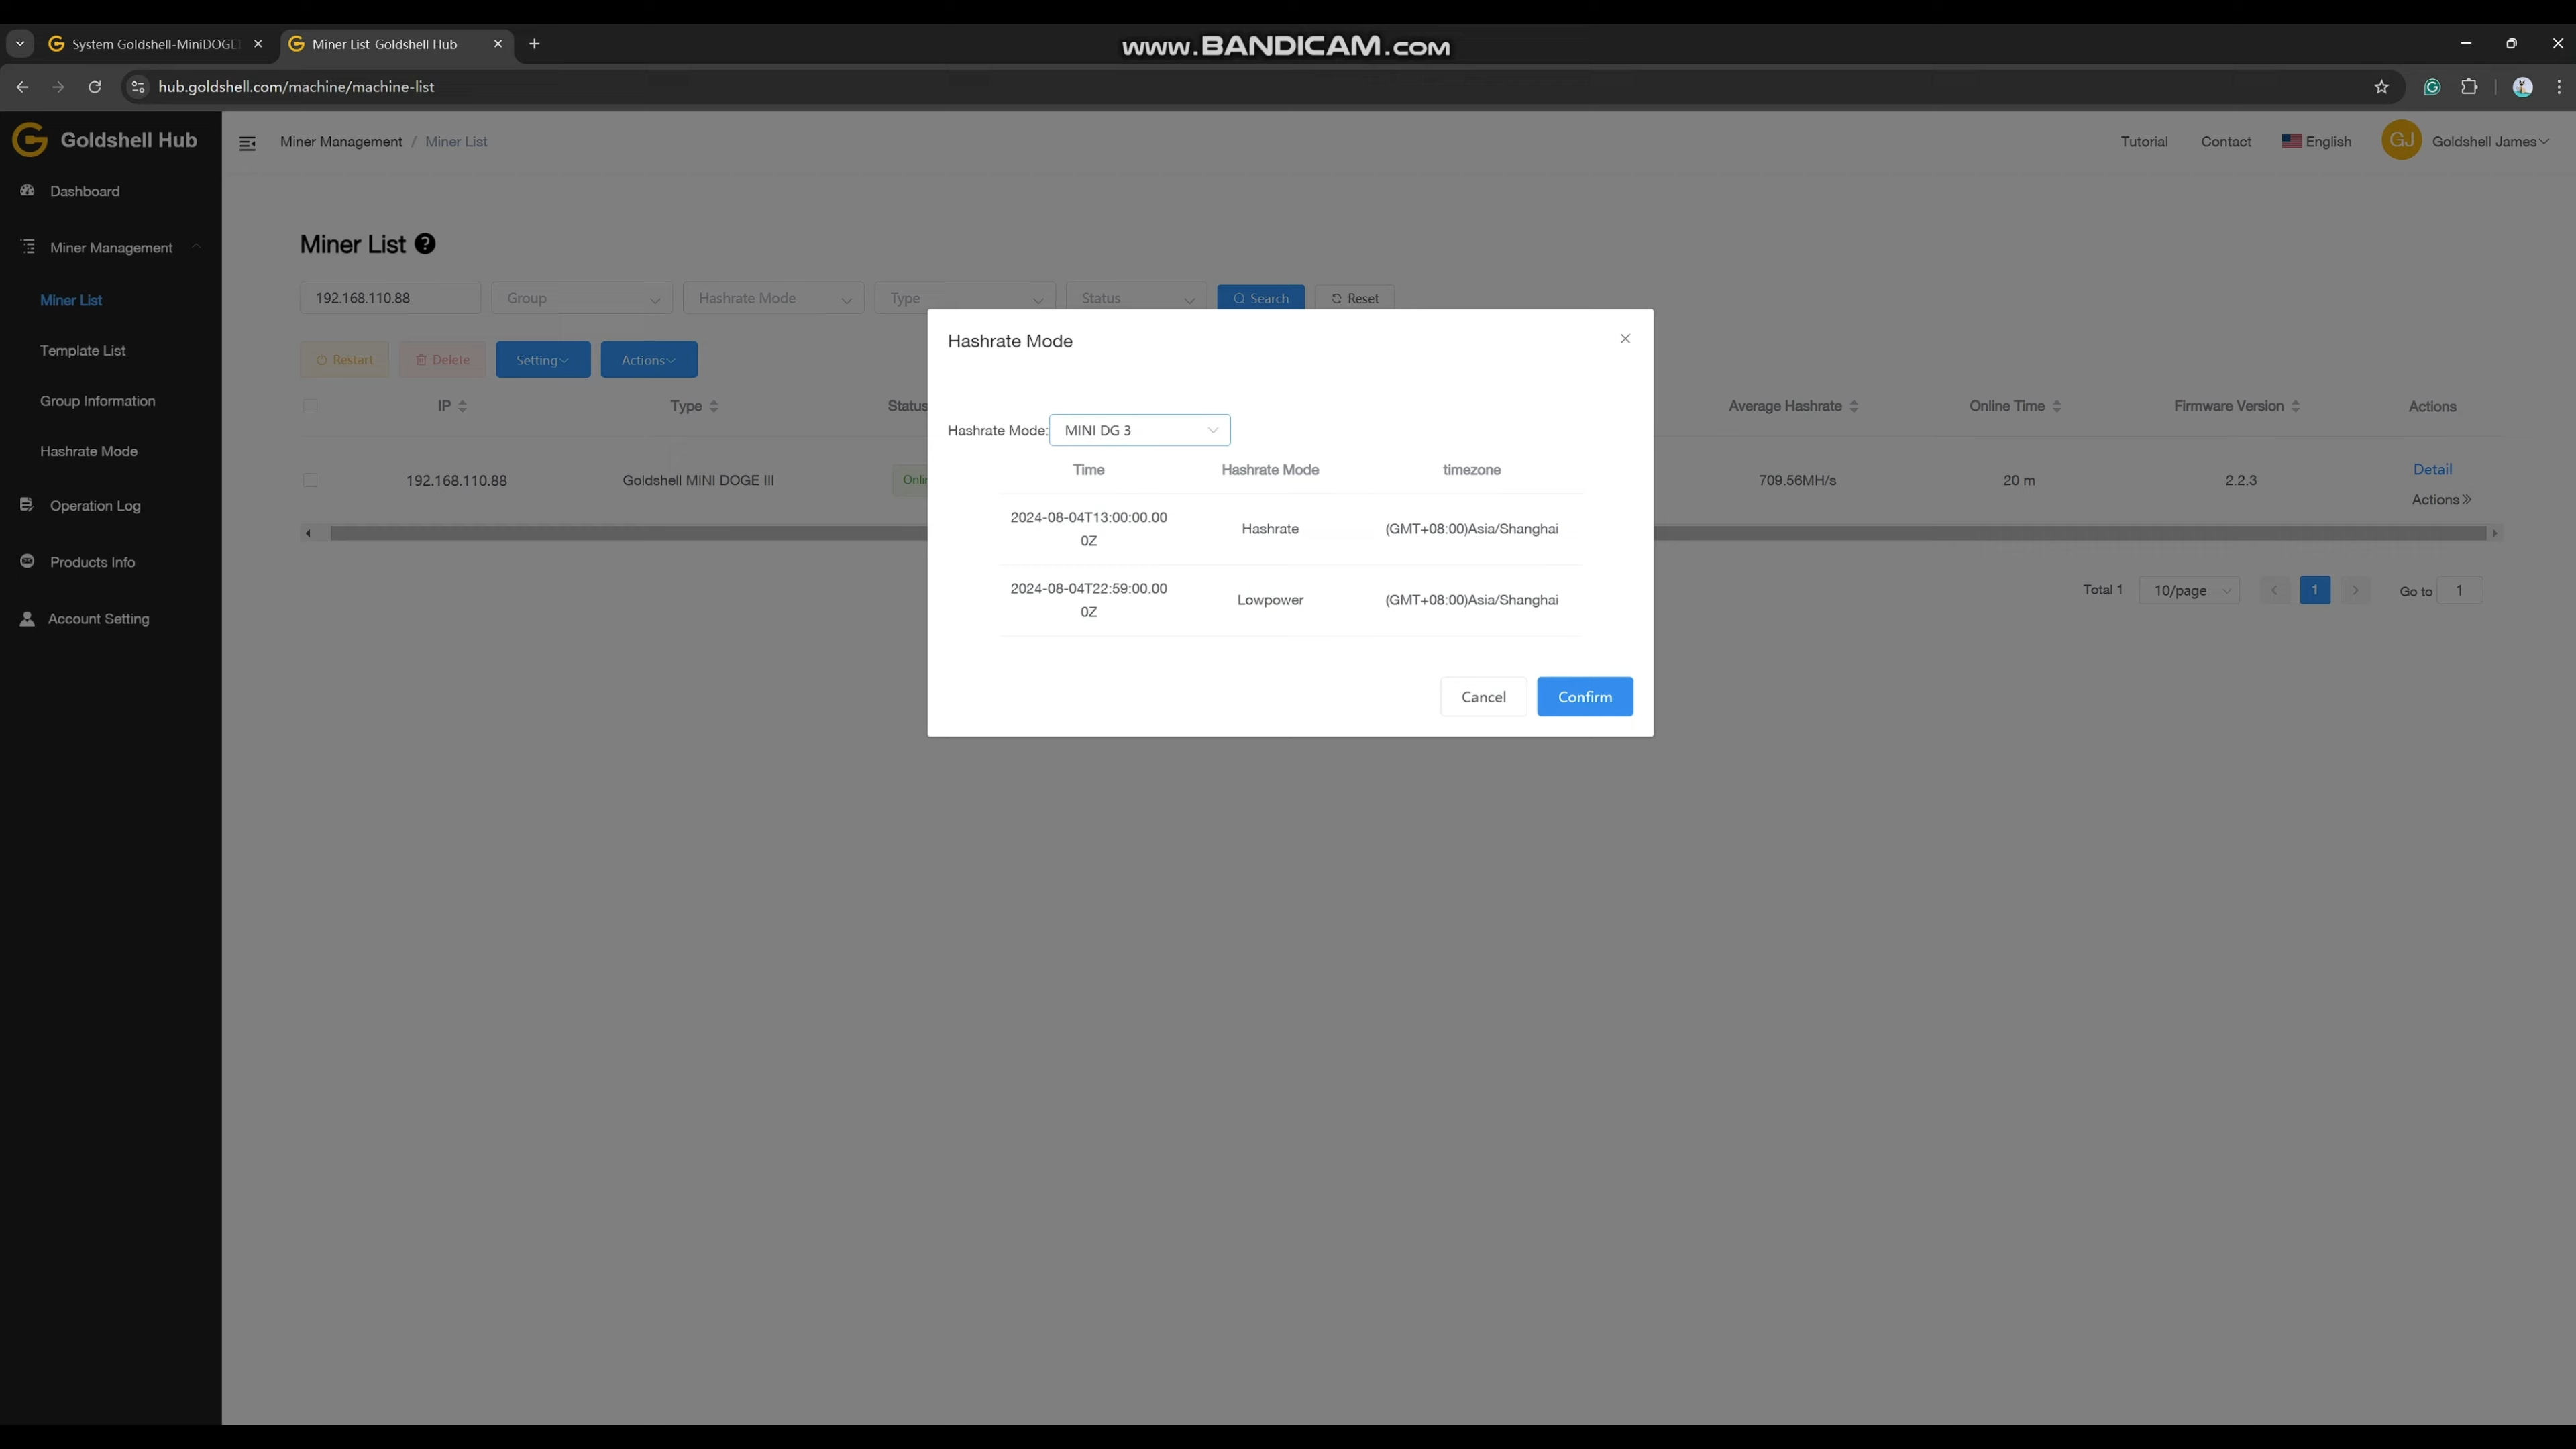 System Goldshell-MiniDOGE
Miner List Goldshell Hub
www.BANDICAM.com
hub.goldshell.com/machine/machine-list
Goldshell Hub
Miner Management / Miner List
Tutorial
Contact
English
GJ
Goldshell James
Dashboard
Miner Management
Miner List
Template List
Group Information
Hashrate Mode
Operation Log
Products Info
Account Setting
Miner List ?
192.168.110.88
Group
Hashrate Mode
Type
Status
Search
Reset
Restart
Delete
Setting
Actions
IP Type Status Average Hashrate Online Time Firmware Version Actions
192.168.110.88 Goldshell MINI DOGE III Onlin 709.56MH/s 20 m 2.2.3 Detail
Actions
Total 1
10/page
1
Go to 1
Hashrate Mode
Hashrate Mode: MINI DG 3
Time Hashrate Mode timezone
2024-08-04T13:00:00.00
0Z
Hashrate (GMT+08:00)Asia/Shanghai
2024-08-04T22:59:00.00
0Z
Lowpower (GMT+08:00)Asia/Shanghai
Cancel
Confirm